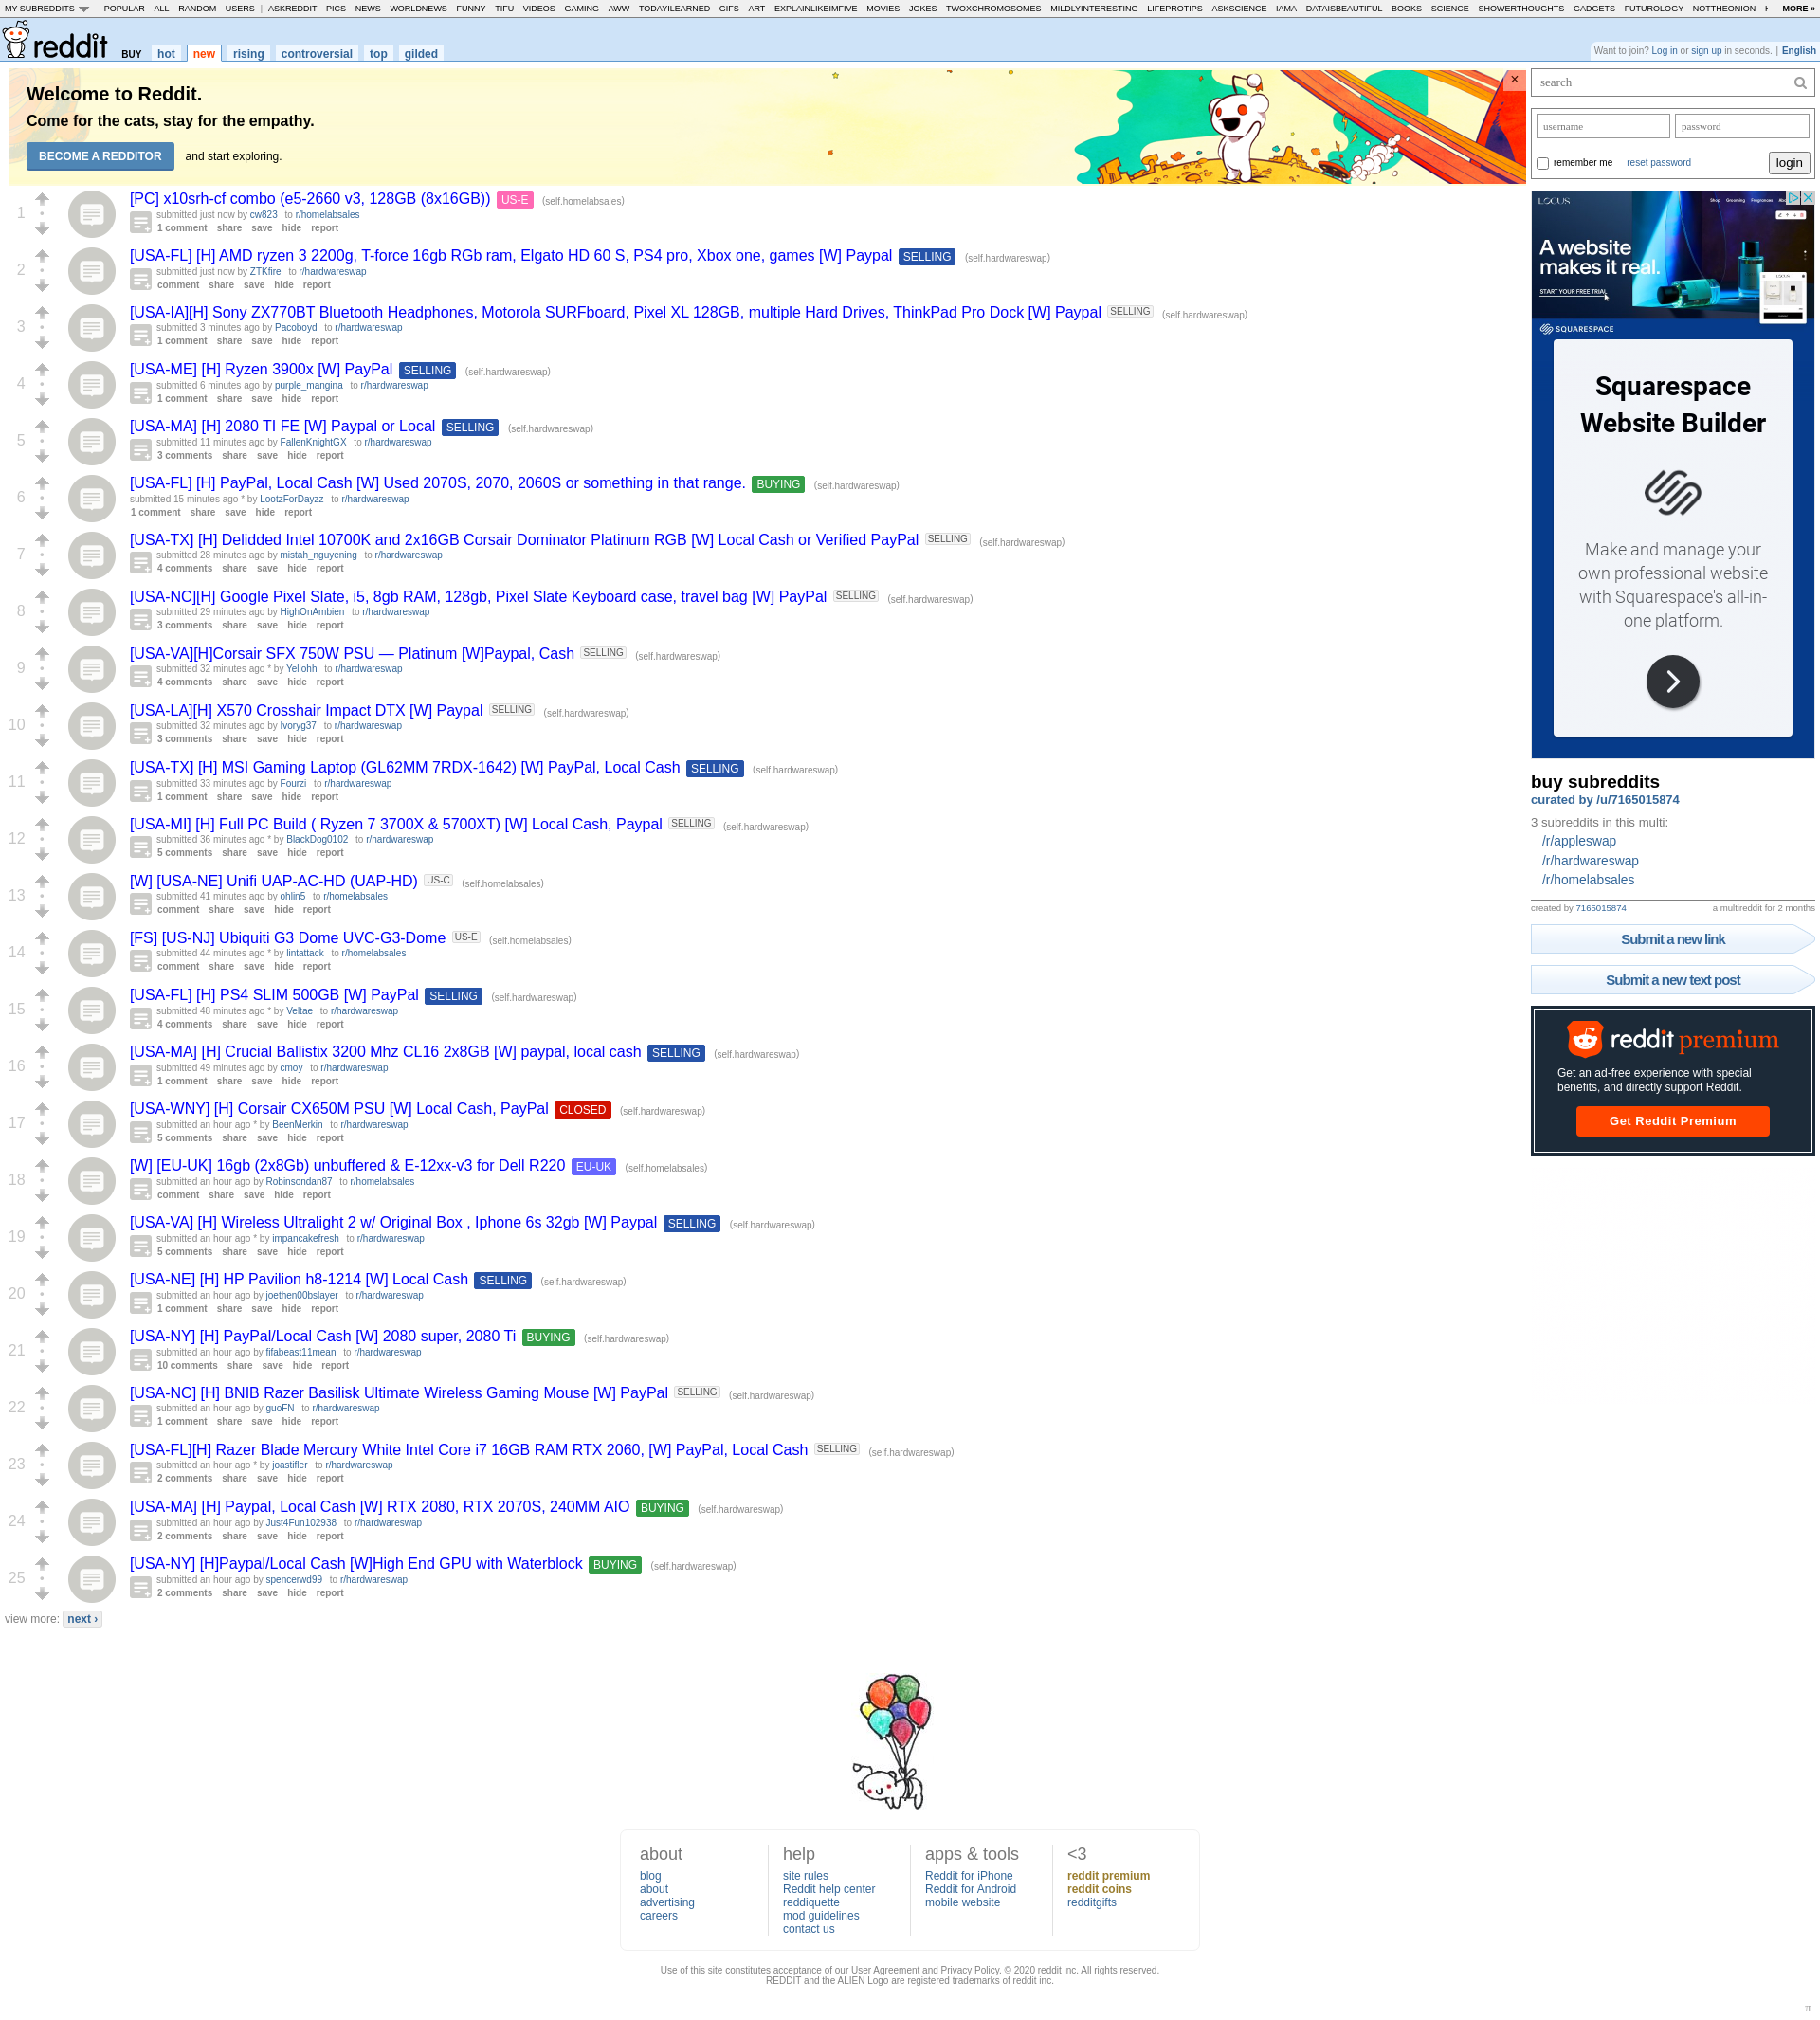 MY SUBREDDITS POPULAR - ALL - RANDOM - USERS | ASKREDDIT - PICS - NEWS - WORLDNEWS - FUNNY - TIFU - VIDEOS - GAMING - AWW - TODAYILEARNED - GIFS - ART - EXPLAINLIKEIMFIVE - MOVIES - JOKES - TWOXCHROMOSOMES - MILDLYINTERESTING - LIFEPROTIPS - ASKSCIENCE - IAMA - DATAISBEAUTIFUL - BOOKS - SCIENCE - SHOWERTHOUGHTS - GADGETS - FUTUROLOGY - NOTTHEONION - MORE »
reddit BUY hot new rising controversial top gilded
Want to join? Log in or sign up in seconds. | English
Welcome to Reddit.
Come for the cats, stay for the empathy.
BECOME A REDDITOR and start exploring.
×
1
[PC] x10srh-cf combo (e5-2660 v3, 128GB (8x16GB)) US-E (self.homelabsales)
submitted just now by cw823 to r/homelabsales
1 comment share save hide report
2
[USA-FL] [H] AMD ryzen 3 2200g, T-force 16gb RGb ram, Elgato HD 60 S, PS4 pro, Xbox one, games [W] Paypal SELLING (self.hardwareswap)
submitted just now by ZTKfire to r/hardwareswap
comment share save hide report
3
[USA-IA][H] Sony ZX770BT Bluetooth Headphones, Motorola SURFboard, Pixel XL 128GB, multiple Hard Drives, ThinkPad Pro Dock [W] Paypal SELLING (self.hardwareswap)
submitted 3 minutes ago by Pacoboyd to r/hardwareswap
1 comment share save hide report
4
[USA-ME] [H] Ryzen 3900x [W] PayPal SELLING (self.hardwareswap)
submitted 6 minutes ago by purple_mangina to r/hardwareswap
1 comment share save hide report
5
[USA-MA] [H] 2080 TI FE [W] Paypal or Local SELLING (self.hardwareswap)
submitted 11 minutes ago by FallenKnightGX to r/hardwareswap
3 comments share save hide report
6
[USA-FL] [H] PayPal, Local Cash [W] Used 2070S, 2070, 2060S or something in that range. BUYING (self.hardwareswap)
submitted 15 minutes ago * by LootzForDayzz to r/hardwareswap
1 comment share save hide report
7
[USA-TX] [H] Delidded Intel 10700K and 2x16GB Corsair Dominator Platinum RGB [W] Local Cash or Verified PayPal SELLING (self.hardwareswap)
submitted 28 minutes ago by mistah_nguyening to r/hardwareswap
4 comments share save hide report
8
[USA-NC][H] Google Pixel Slate, i5, 8gb RAM, 128gb, Pixel Slate Keyboard case, travel bag [W] PayPal SELLING (self.hardwareswap)
submitted 29 minutes ago by HighOnAmbien to r/hardwareswap
3 comments share save hide report
9
[USA-VA][H]Corsair SFX 750W PSU — Platinum [W]Paypal, Cash SELLING (self.hardwareswap)
submitted 32 minutes ago * by Yellohh to r/hardwareswap
4 comments share save hide report
10
[USA-LA][H] X570 Crosshair Impact DTX [W] Paypal SELLING (self.hardwareswap)
submitted 32 minutes ago by Ivoryg37 to r/hardwareswap
3 comments share save hide report
11
[USA-TX] [H] MSI Gaming Laptop (GL62MM 7RDX-1642) [W] PayPal, Local Cash SELLING (self.hardwareswap)
submitted 33 minutes ago by Fourzi to r/hardwareswap
1 comment share save hide report
12
[USA-MI] [H] Full PC Build ( Ryzen 7 3700X & 5700XT) [W] Local Cash, Paypal SELLING (self.hardwareswap)
submitted 36 minutes ago * by BlackDog0102 to r/hardwareswap
5 comments share save hide report
13
[W] [USA-NE] Unifi UAP-AC-HD (UAP-HD) US-C (self.homelabsales)
submitted 41 minutes ago by ohlin5 to r/homelabsales
comment share save hide report
14
[FS] [US-NJ] Ubiquiti G3 Dome UVC-G3-Dome US-E (self.homelabsales)
submitted 44 minutes ago * by lintattack to r/homelabsales
comment share save hide report
15
[USA-FL] [H] PS4 SLIM 500GB [W] PayPal SELLING (self.hardwareswap)
submitted 48 minutes ago * by Veltae to r/hardwareswap
4 comments share save hide report
16
[USA-MA] [H] Crucial Ballistix 3200 Mhz CL16 2x8GB [W] paypal, local cash SELLING (self.hardwareswap)
submitted 49 minutes ago by cmoy to r/hardwareswap
1 comment share save hide report
17
[USA-WNY] [H] Corsair CX650M PSU [W] Local Cash, PayPal CLOSED (self.hardwareswap)
submitted an hour ago * by BeenMerkin to r/hardwareswap
5 comments share save hide report
18
[W] [EU-UK] 16gb (2x8Gb) unbuffered & E-12xx-v3 for Dell R220 EU-UK (self.homelabsales)
submitted an hour ago by Robinsondan87 to r/homelabsales
comment share save hide report
19
[USA-VA] [H] Wireless Ultralight 2 w/ Original Box , Iphone 6s 32gb [W] Paypal SELLING (self.hardwareswap)
submitted an hour ago * by impancakefresh to r/hardwareswap
5 comments share save hide report
20
[USA-NE] [H] HP Pavilion h8-1214 [W] Local Cash SELLING (self.hardwareswap)
submitted an hour ago by joethen00bslayer to r/hardwareswap
1 comment share save hide report
21
[USA-NY] [H] PayPal/Local Cash [W] 2080 super, 2080 Ti BUYING (self.hardwareswap)
submitted an hour ago by fifabeast11mean to r/hardwareswap
10 comments share save hide report
22
[USA-NC] [H] BNIB Razer Basilisk Ultimate Wireless Gaming Mouse [W] PayPal SELLING (self.hardwareswap)
submitted an hour ago by guoFN to r/hardwareswap
1 comment share save hide report
23
[USA-FL][H] Razer Blade Mercury White Intel Core i7 16GB RAM RTX 2060, [W] PayPal, Local Cash SELLING (self.hardwareswap)
submitted an hour ago * by joastifler to r/hardwareswap
2 comments share save hide report
24
[USA-MA] [H] Paypal, Local Cash [W] RTX 2080, RTX 2070S, 240MM AIO BUYING (self.hardwareswap)
submitted an hour ago by Just4Fun102938 to r/hardwareswap
2 comments share save hide report
25
[USA-NY] [H]Paypal/Local Cash [W]High End GPU with Waterblock BUYING (self.hardwareswap)
submitted an hour ago by spencerwd99 to r/hardwareswap
2 comments share save hide report
view more: next ›
search
username password
remember me reset password login
LOCUS
Shop Grooming Fragrances
A website
makes it real.
START YOUR FREE TRIAL
SQUARESPACE
Squarespace
Website Builder
Make and manage your
own professional website
with Squarespace's all-in-
one platform.
buy subreddits
curated by /u/7165015874
3 subreddits in this multi:
/r/appleswap
/r/hardwareswap
/r/homelabsales
created by 7165015874 a multireddit for 2 months
Submit a new link
Submit a new text post
reddit premium
Get an ad-free experience with special
benefits, and directly support Reddit.
Get Reddit Premium
about
blog
about
advertising
careers
help
site rules
Reddit help center
reddiquette
mod guidelines
contact us
apps & tools
Reddit for iPhone
Reddit for Android
mobile website
<3
reddit premium
reddit coins
redditgifts
Use of this site constitutes acceptance of our User Agreement and Privacy Policy. © 2020 reddit inc. All rights reserved.
REDDIT and the ALIEN Logo are registered trademarks of reddit inc.
π